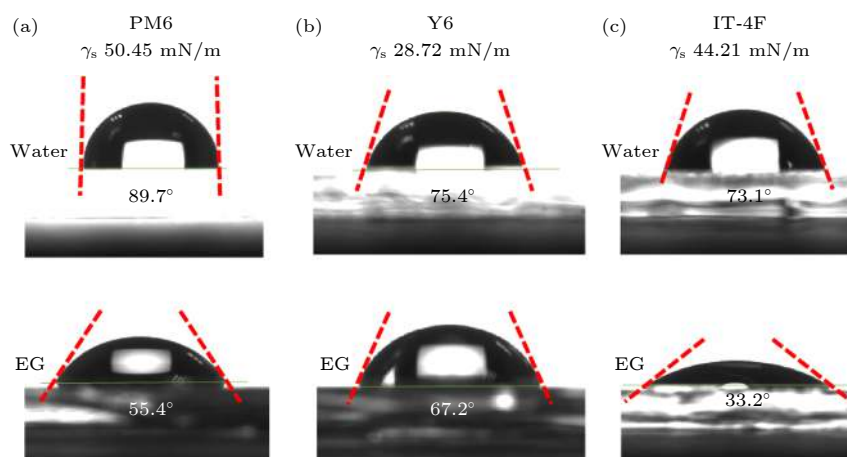 (a) PM6
γs 50.45 mN/m
(b) Y6
γs 28.72 mN/m
(c) IT-4F
γs 44.21 mN/m
Water
89.7°
Water
75.4°
Water
73.1°
EG
55.4°
EG
67.2°
EG
33.2°